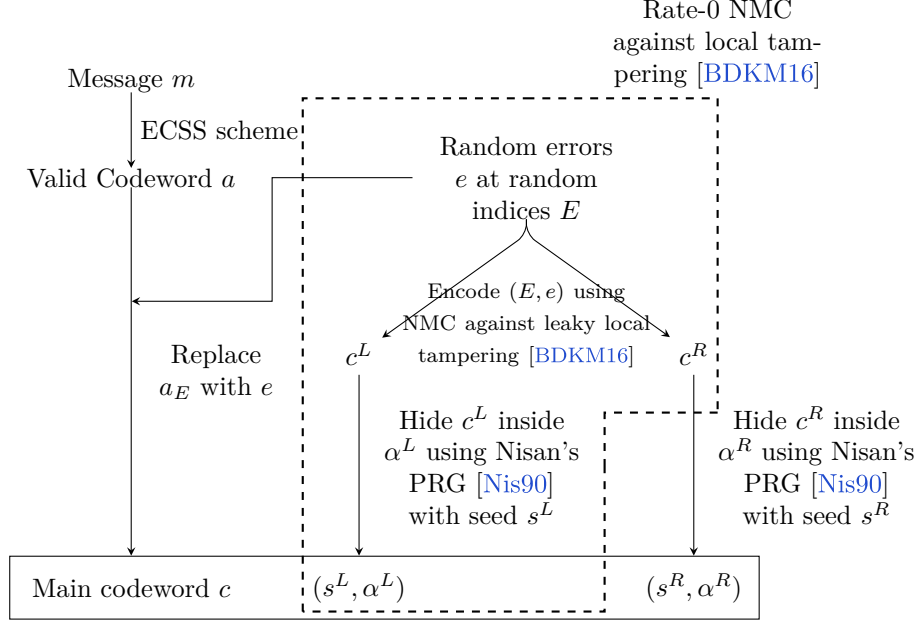 Rate-0 NMC
against local tam-
pering [BDKM16]
Message m
ECSS scheme
Valid Codeword a
Random errors
e at random
indices E
Encode (E, e) using
NMC against leaky local
tampering [BDKM16]
Replace
a_E with e
c^L
c^R
Hide c^L inside
α^L using Nisan's
PRG [Nis90]
with seed s^L
Hide c^R inside
α^R using Nisan's
PRG [Nis90]
with seed s^R
Main codeword c
(s^L, α^L)
(s^R, α^R)